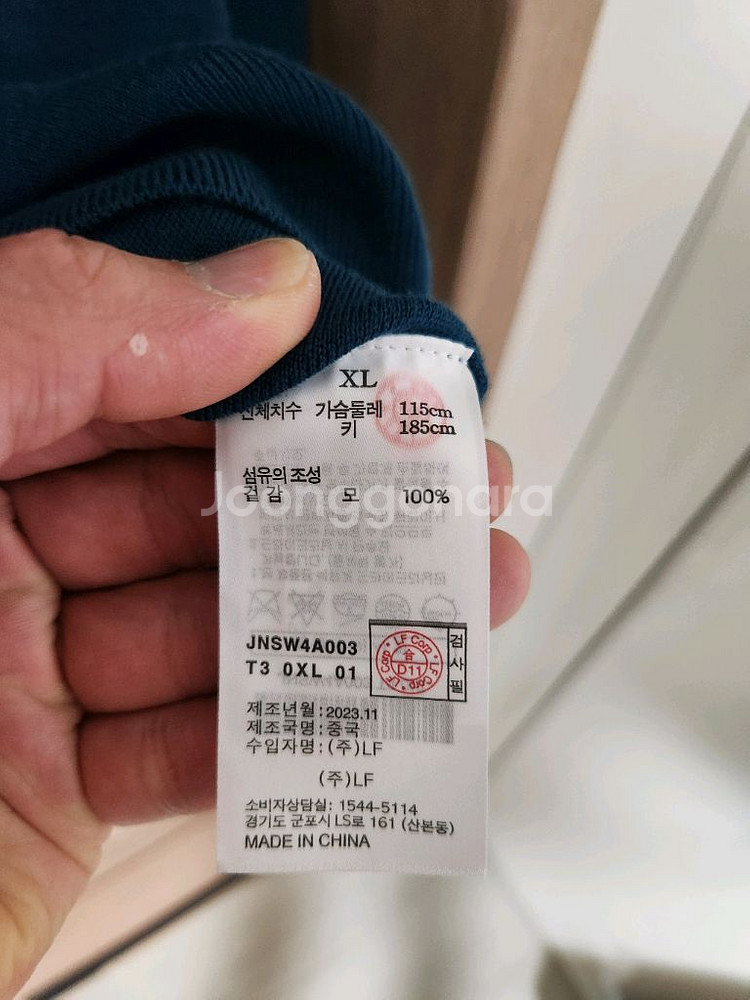 XL
신체치수 가슴둘레 115cm
키 185cm
섬유의 조성
겉감 모 100%
Joonggonara
JNSW4A003
T3 0XL 01
LF Corp · LF Corp · LF Corp
合
D11
검사필
제조년월:2023.11
제조국명:중국
수입자명:(주)LF
(주)LF
소비자상담실: 1544-5114
경기도 군포시 LS로 161 (산본동)
MADE IN CHINA